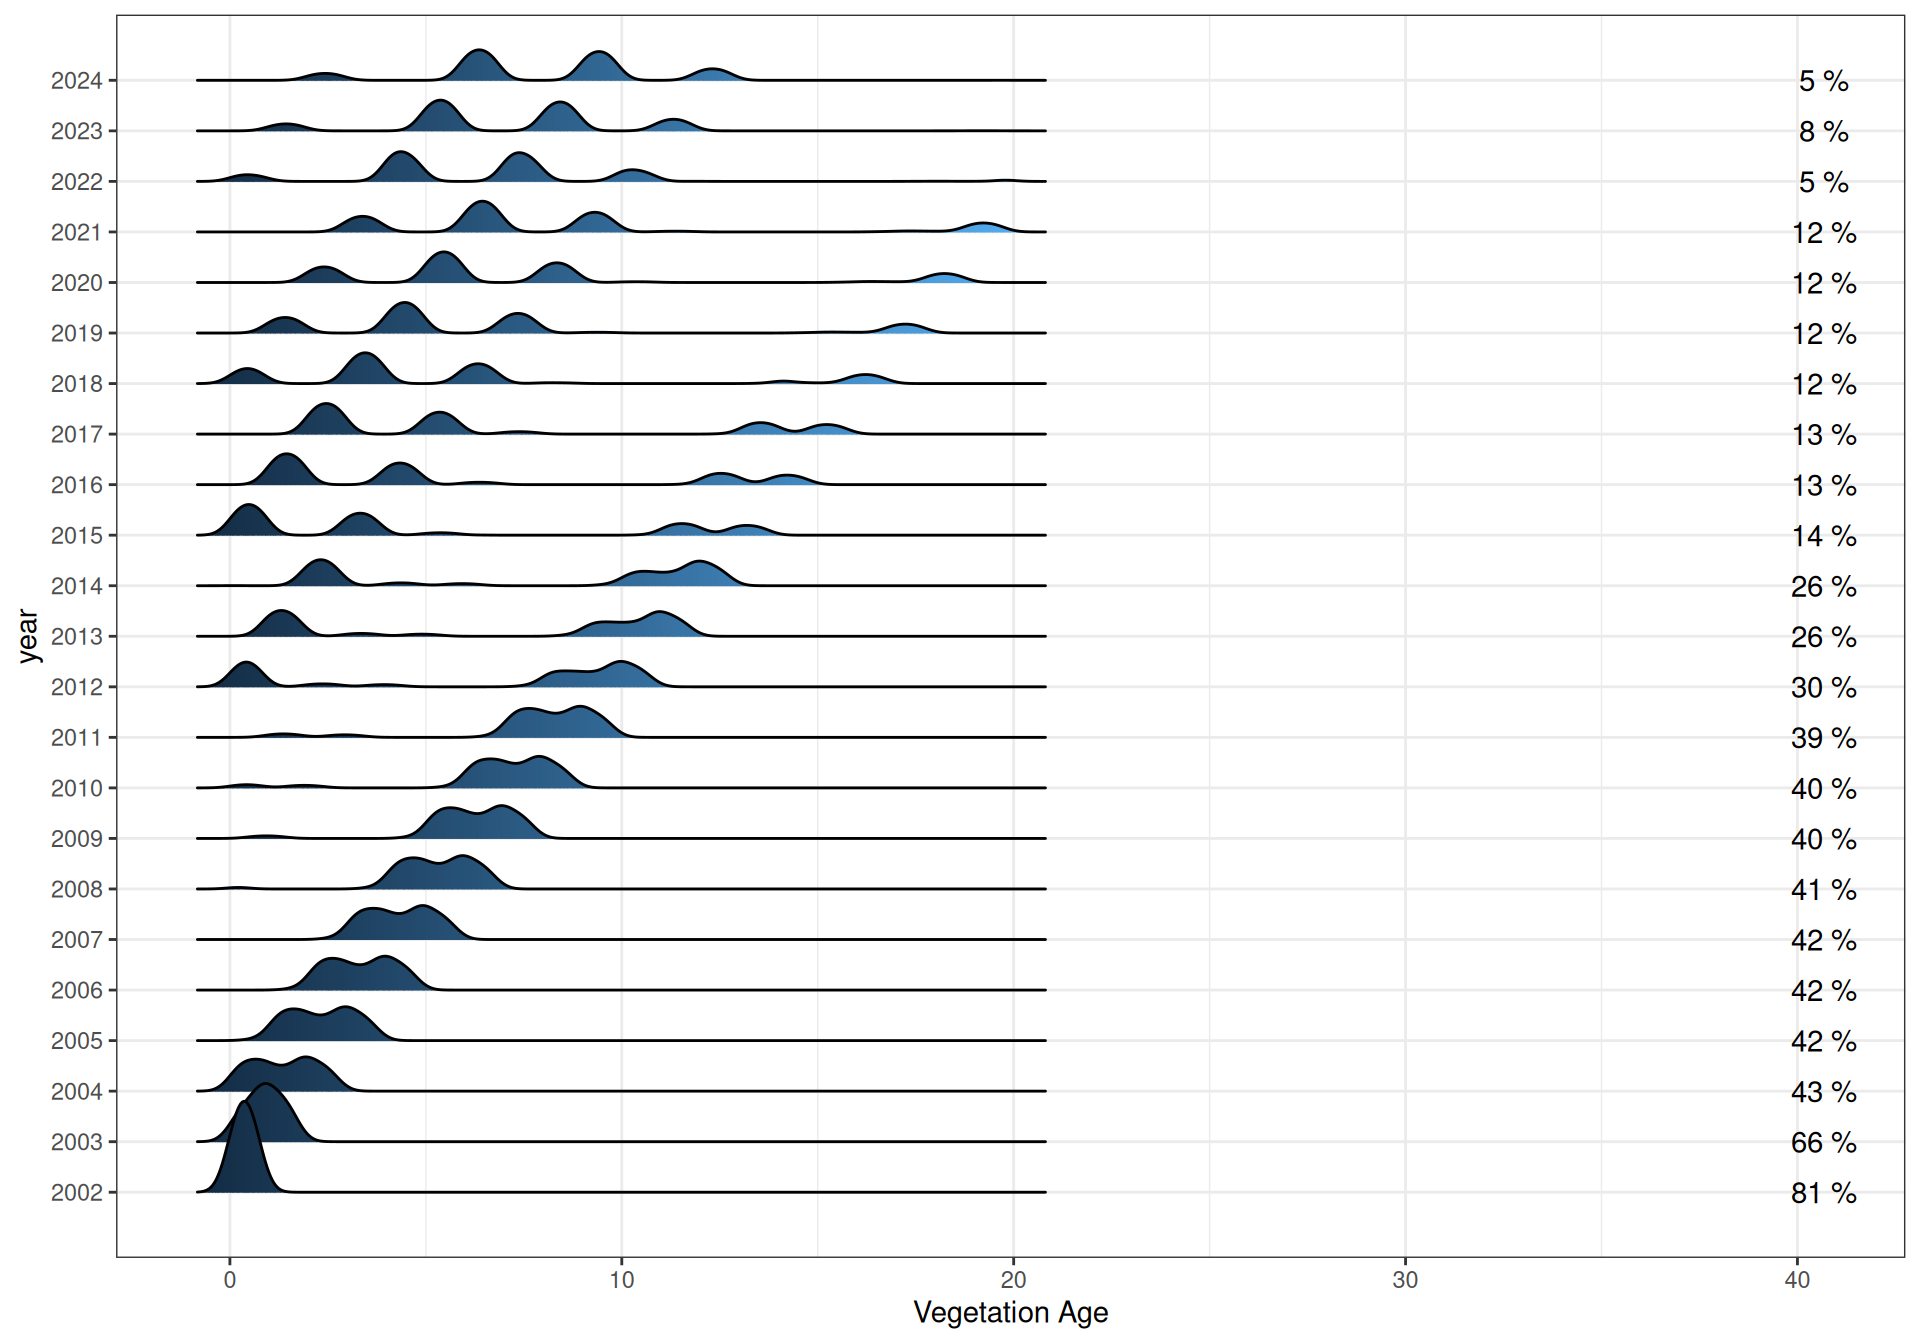 2024 5 %
2023 8 %
2022 5 %
2021 12 %
2020 12 %
2019 12 %
2018 12 %
2017 13 %
2016 13 %
2015 14 %
2014 26 %
2013 26 %
2012 30 %
2011 39 %
2010 40 %
2009 40 %
2008 41 %
2007 42 %
2006 42 %
2005 42 %
2004 43 %
2003 66 %
2002 81 %
year
0 10 20 30 40
Vegetation Age